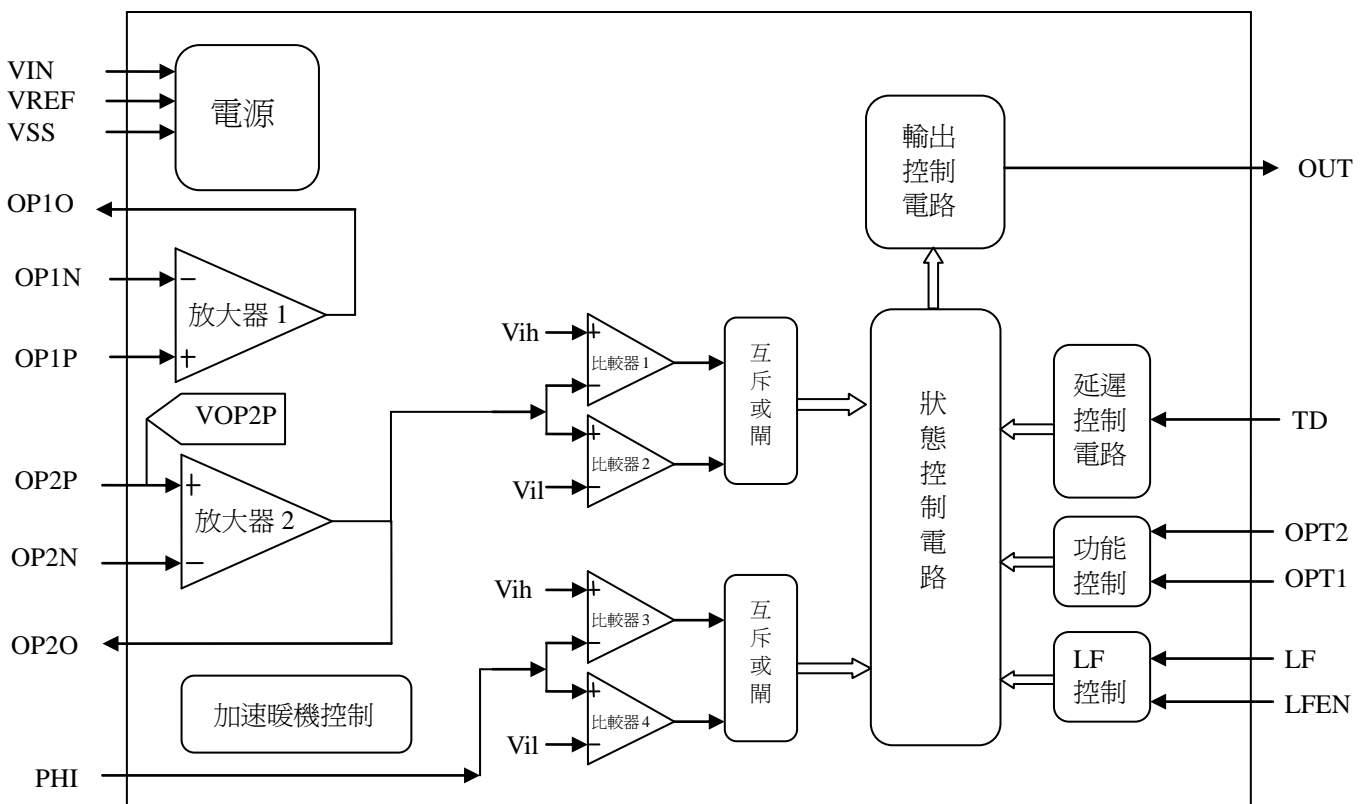 VIN
VREF
VSS
電源
OP1O
OP1N
−
放大器 1
OP1P
+
VOP2P
OP2P
+
放大器 2
OP2N
−
OP2O
加速暖機控制
PHI
Vih
+
比較器 1
−
+
比較器 2
Vil
−
互
斥
或
閘
Vih
+
比較器 3
−
+
比較器 4
Vil
−
互
斥
或
閘
輸出
控制
電路
OUT
狀
態
控
制
電
路
延遲
控制
電路
TD
功能
控制
OPT2
OPT1
LF
控制
LF
LFEN